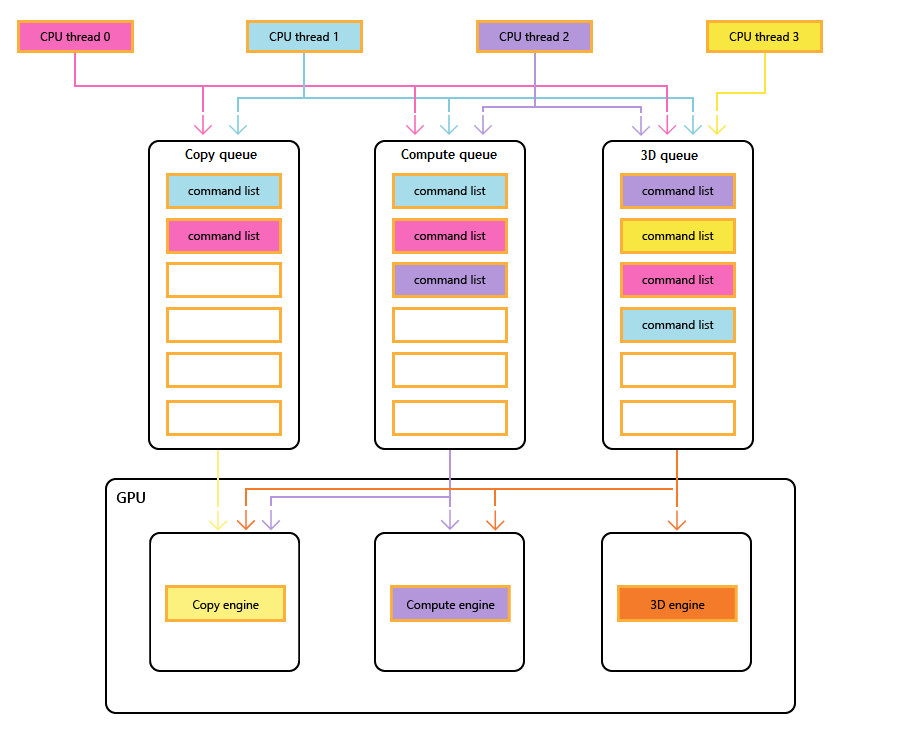 CPU thread 0
CPU thread 1
CPU thread 2
CPU thread 3
Copy queue
command list
command list
Compute queue
command list
command list
command list
3D queue
command list
command list
command list
command list
GPU
Copy engine
Compute engine
3D engine